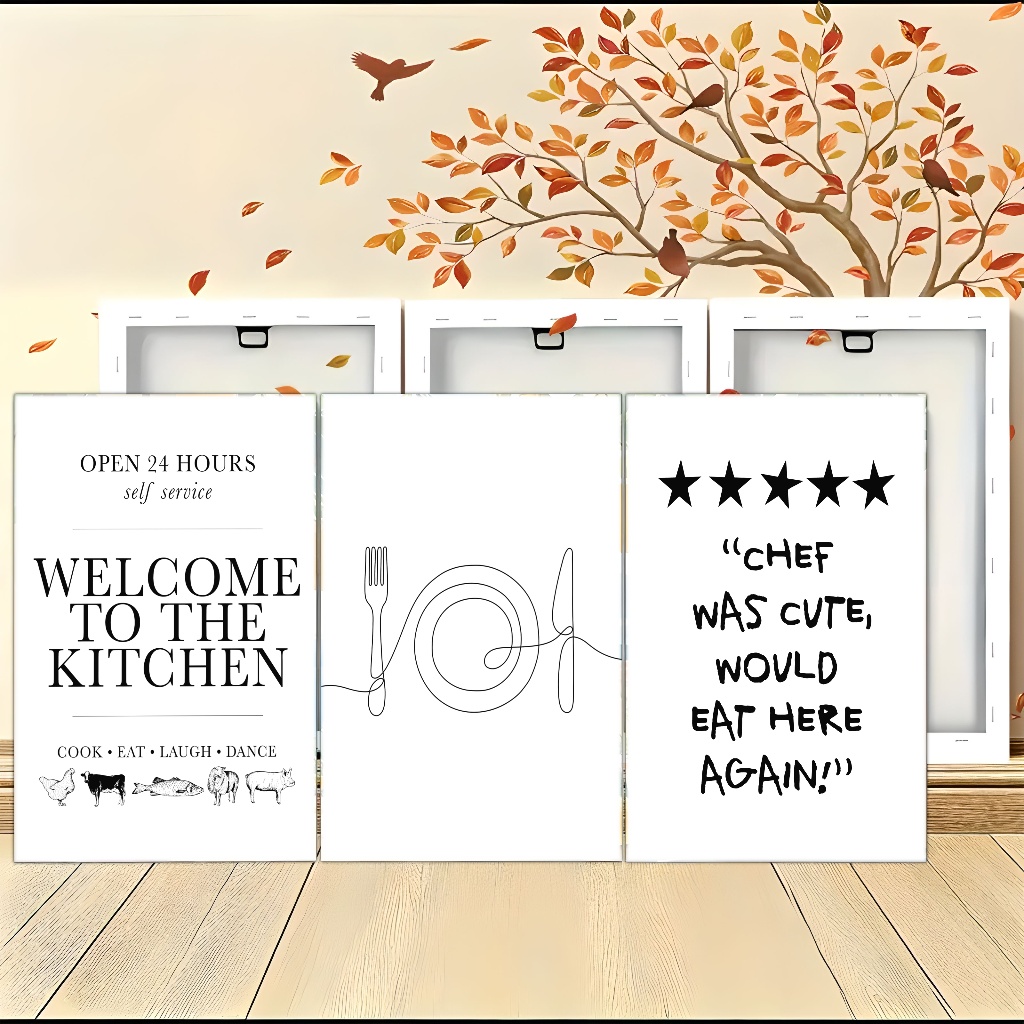 OPEN 24 HOURS
self service
WELCOME
TO THE
KITCHEN
COOK • EAT • LAUGH • DANCE
★★★★★
“CHEF
WAS CUTE,
WOULD
EAT HERE
AGAIN!”